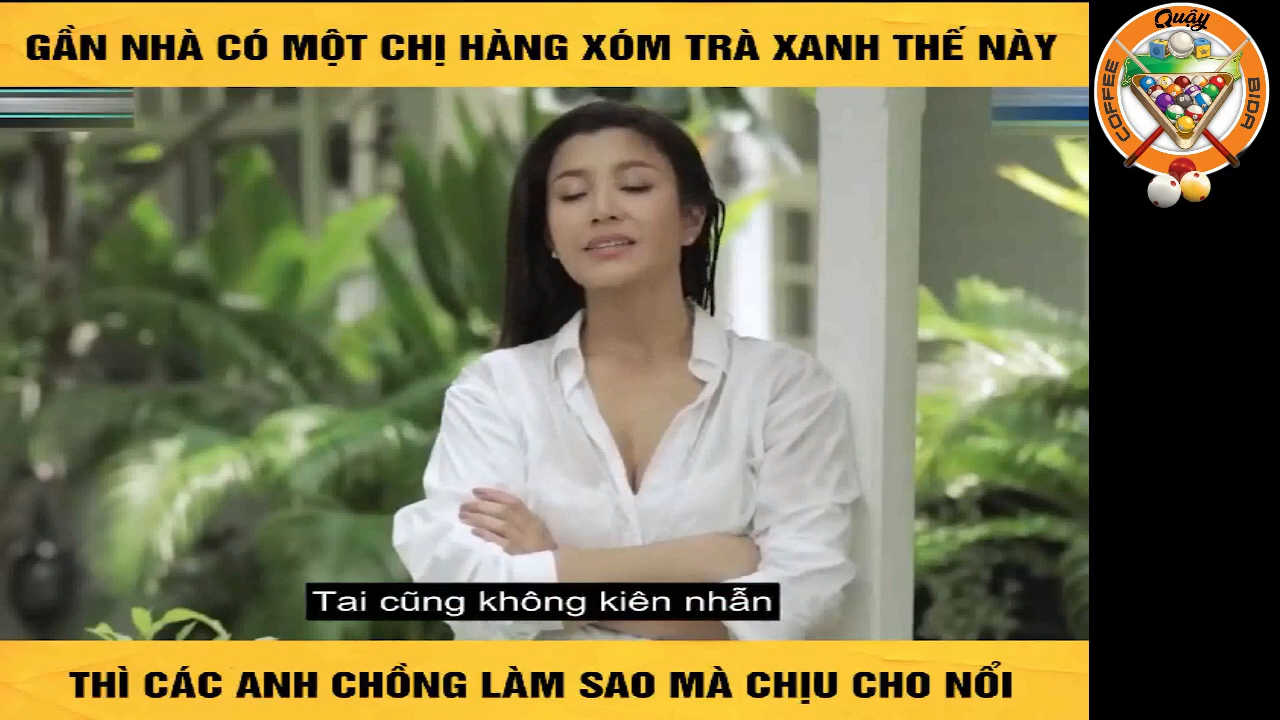 GẦN NHÀ CÓ MỘT CHỊ HÀNG XÓM TRÀ XANH THẾ NÀY
Quậy
COFFEE
BIDA
Tai cũng không kiên nhẫn
THÌ CÁC ANH CHỒNG LÀM SAO MÀ CHỊU CHO NỔI